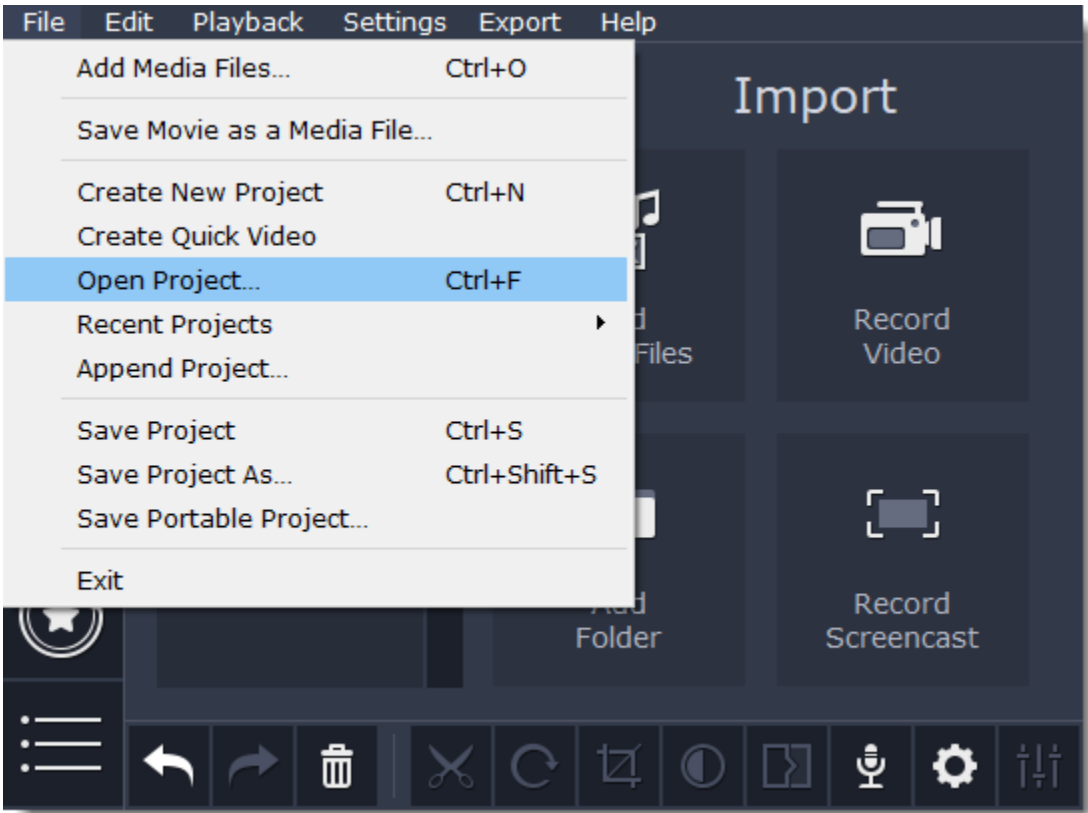 File Edit Playback Settings Export Help
Add Media Files... Ctrl+O
Save Movie as a Media File...
Create New Project Ctrl+N
Create Quick Video
Open Project... Ctrl+F
Recent Projects
Append Project...
Save Project Ctrl+S
Save Project As... Ctrl+Shift+S
Save Portable Project...
Exit
Import
Files
Record
Video
Add
Folder
Record
Screencast